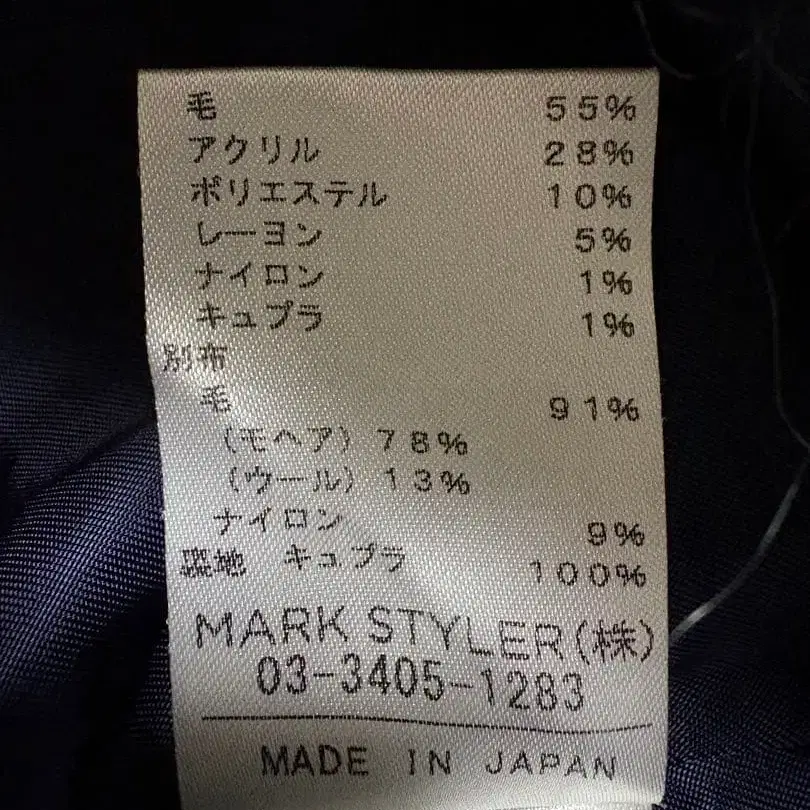 毛 55%
アクリル 28%
ポリエステル 10%
レーヨン 5%
ナイロン 1%
キュプラ 1%
別布
毛 91%
(モヘア) 78%
(ウール) 13%
ナイロン 9%
裏地 キュプラ 100%
MARK STYLER(株)
03-3405-1283
MADE IN JAPAN